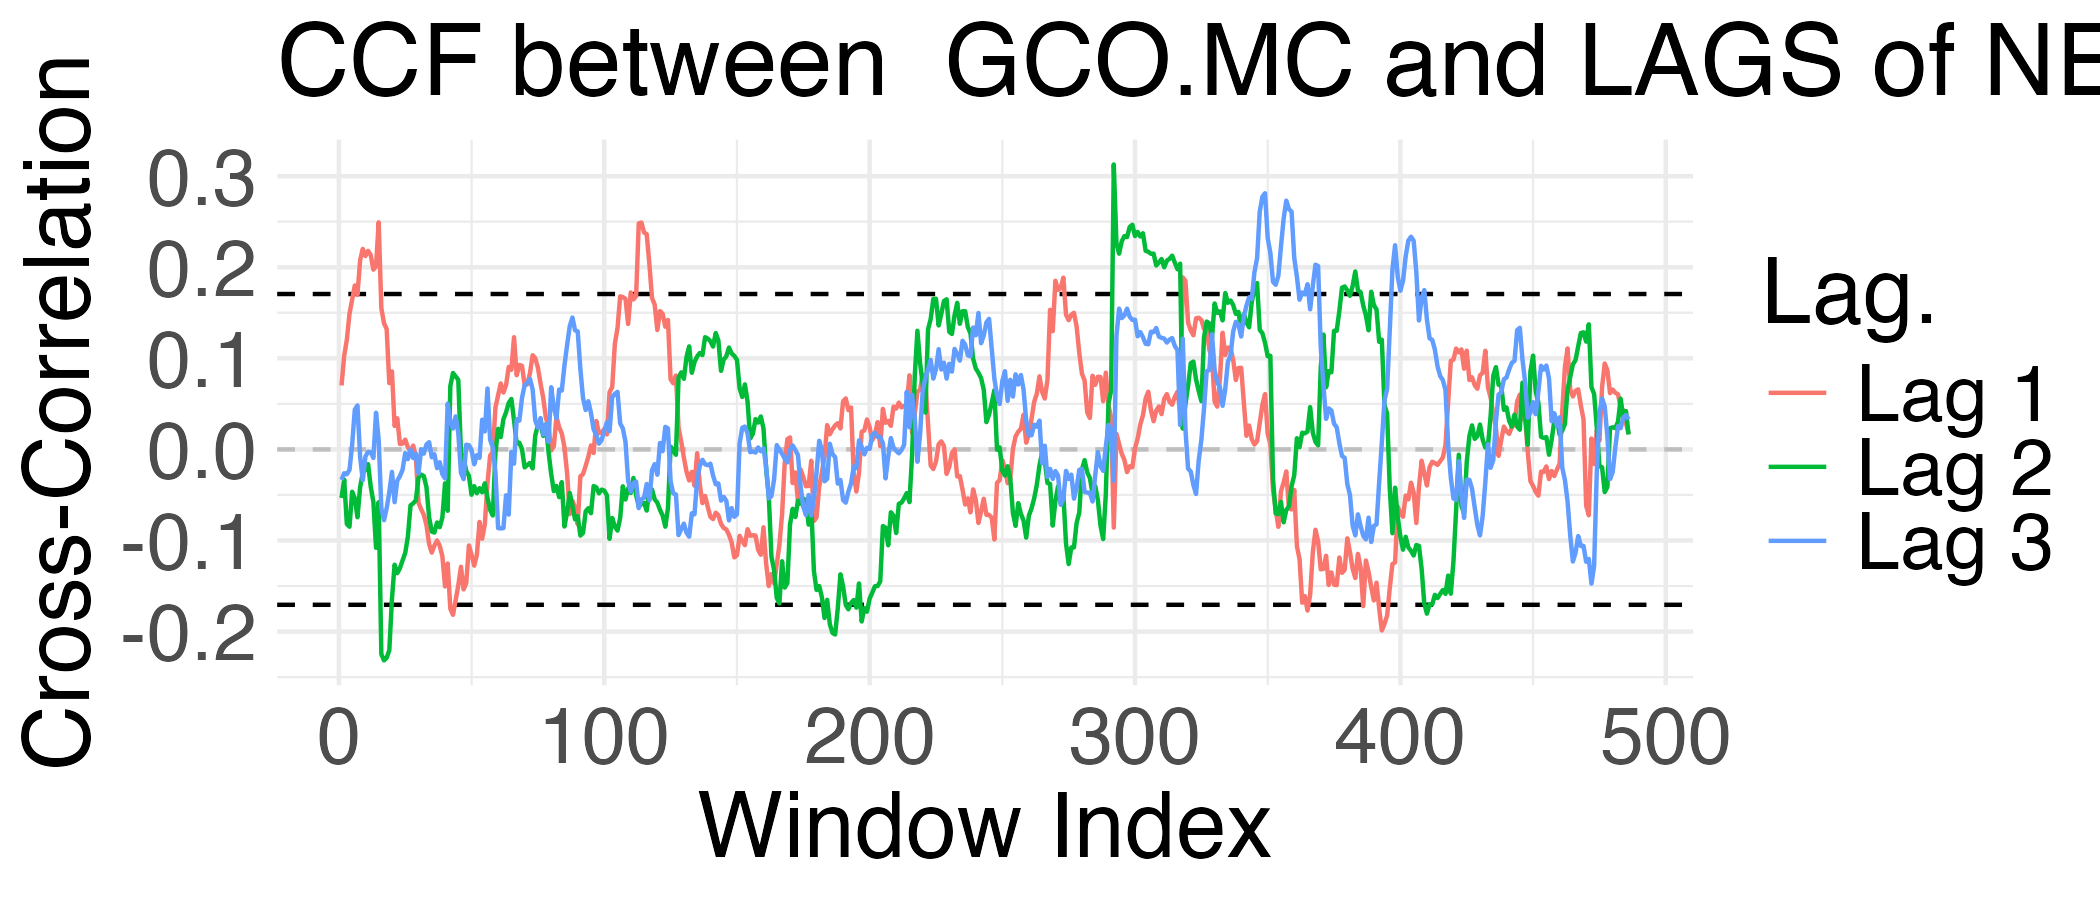 CCF between  GCO.MC and LAGS of NE
Cross-Correlation
0.3
0.2
0.1
0.0
-0.1
-0.2
0 100 200 300 400 500
Window Index
Lag.
Lag 1
Lag 2
Lag 3